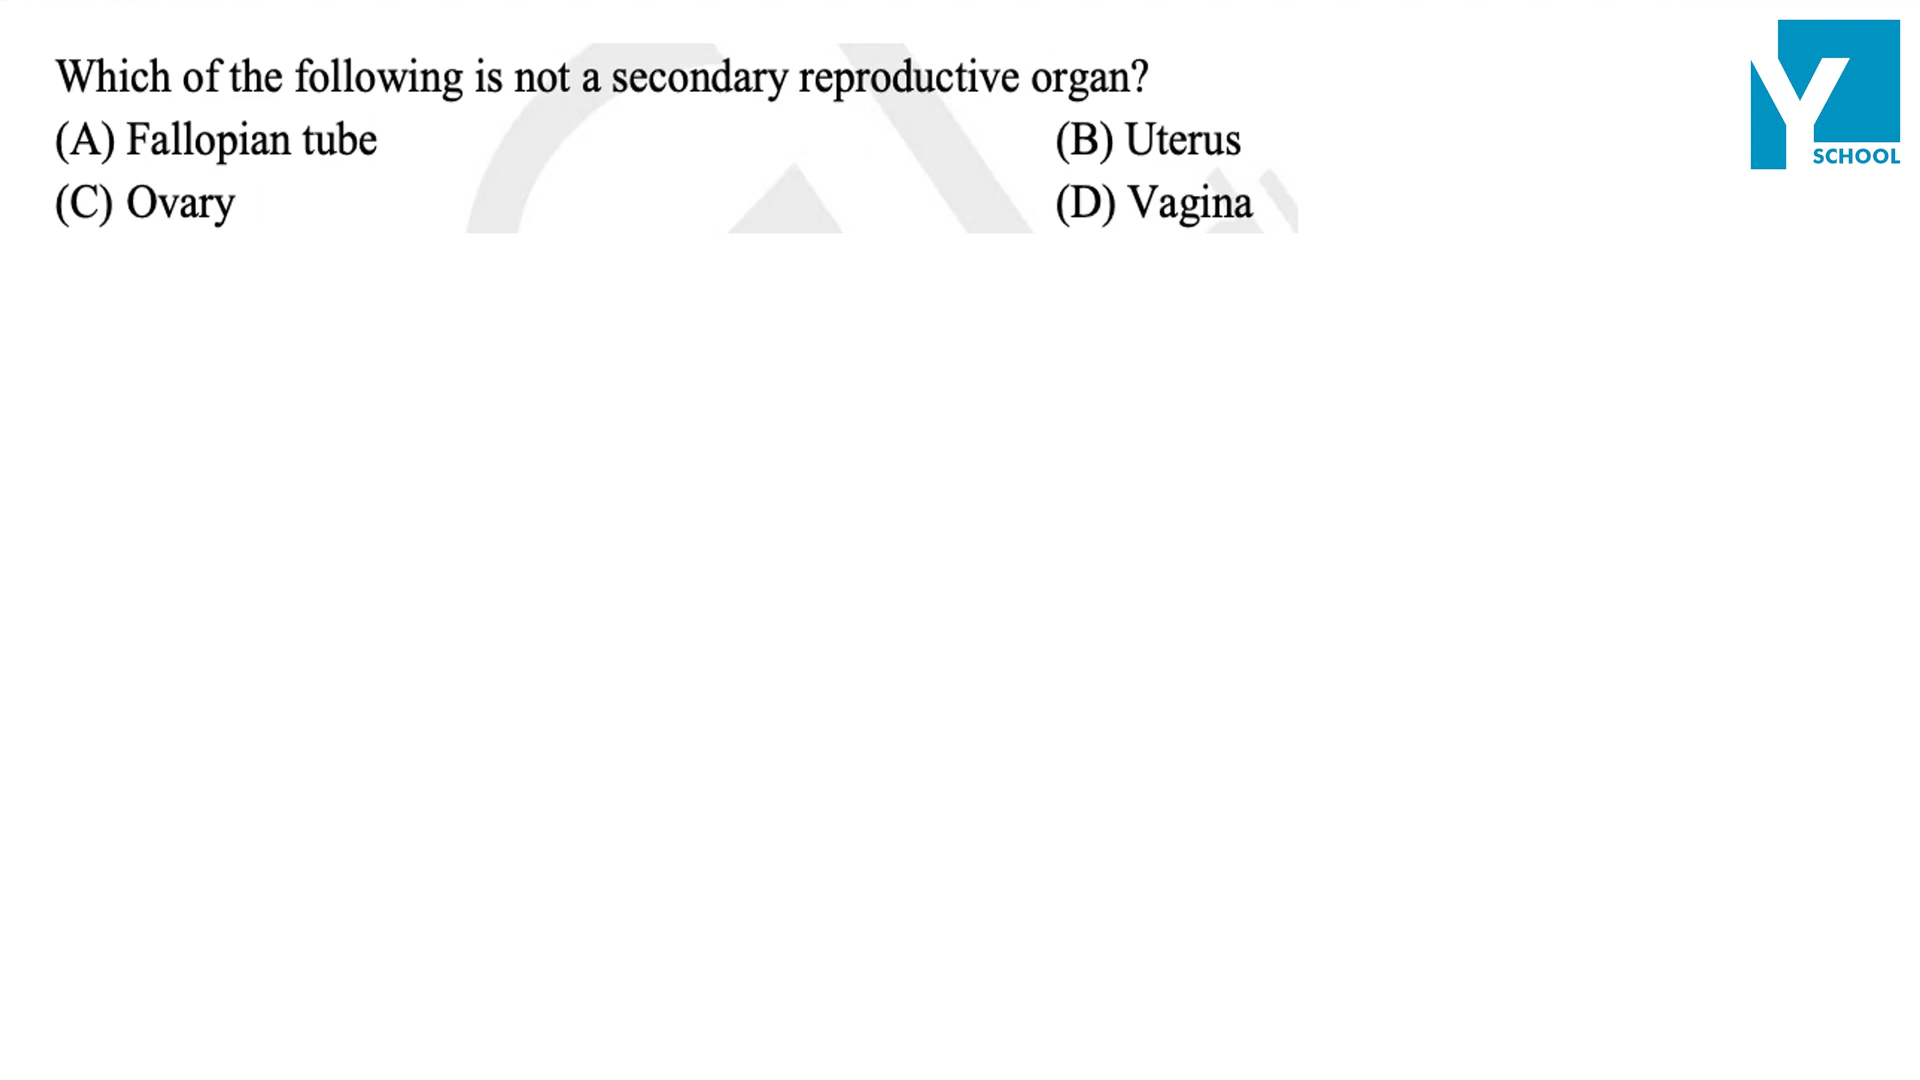 Which of the following is not a secondary reproductive organ?
(A) Fallopian tube (B) Uterus
(C) Ovary (D) Vagina
Y SCHOOL